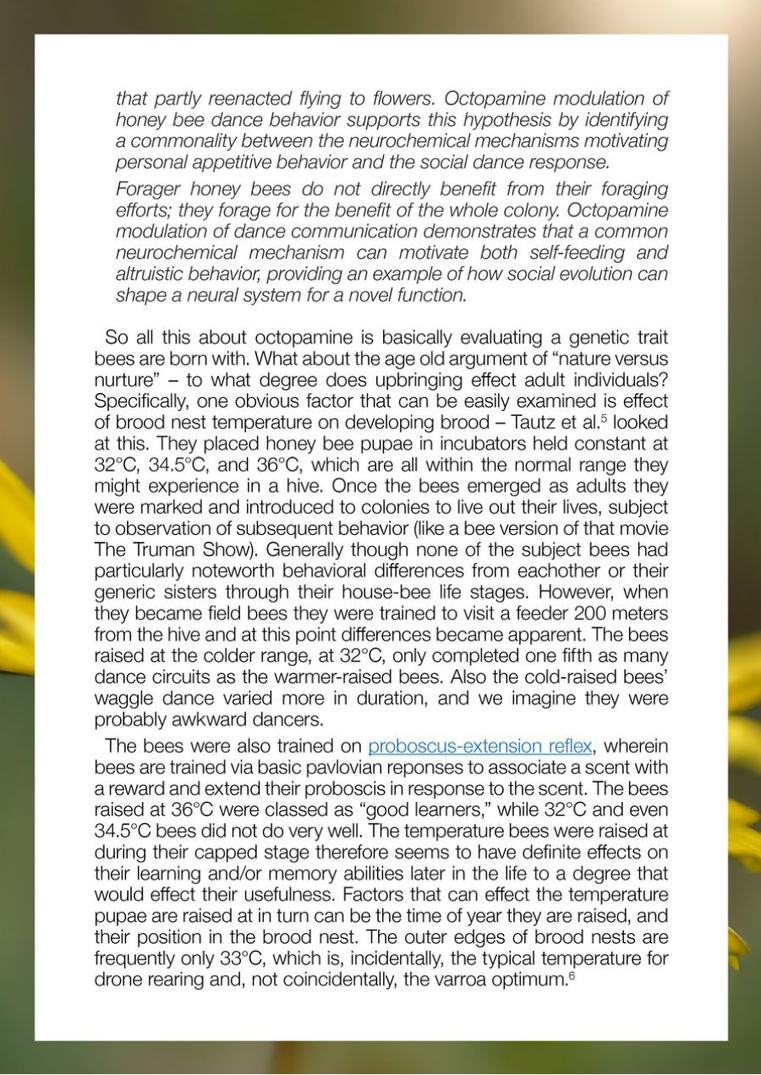 that partly reenacted flying to flowers. Octopamine modulation of
honey bee dance behavior supports this hypothesis by identifying
a commonality between the neurochemical mechanisms motivating
personal appetitive behavior and the social dance response.
Forager honey bees do not directly benefit from their foraging
efforts; they forage for the benefit of the whole colony. Octopamine
modulation of dance communication demonstrates that a common
neurochemical mechanism can motivate both self-feeding and
altruistic behavior, providing an example of how social evolution can
shape a neural system for a novel function.
So all this about octopamine is basically evaluating a genetic trait
bees are born with. What about the age old argument of “nature versus
nurture” – to what degree does upbringing effect adult individuals?
Specifically, one obvious factor that can be easily examined is effect
of brood nest temperature on developing brood – Tautz et al.⁵ looked
at this. They placed honey bee pupae in incubators held constant at
32°C, 34.5°C, and 36°C, which are all within the normal range they
might experience in a hive. Once the bees emerged as adults they
were marked and introduced to colonies to live out their lives, subject
to observation of subsequent behavior (like a bee version of that movie
The Truman Show). Generally though none of the subject bees had
particularly noteworth behavioral differences from eachother or their
generic sisters through their house-bee life stages. However, when
they became field bees they were trained to visit a feeder 200 meters
from the hive and at this point differences became apparent. The bees
raised at the colder range, at 32°C, only completed one fifth as many
dance circuits as the warmer-raised bees. Also the cold-raised bees’
waggle dance varied more in duration, and we imagine they were
probably awkward dancers.
The bees were also trained on proboscus-extension reflex, wherein
bees are trained via basic pavlovian reponses to associate a scent with
a reward and extend their proboscis in response to the scent. The bees
raised at 36°C were classed as “good learners,” while 32°C and even
34.5°C bees did not do very well. The temperature bees were raised at
during their capped stage therefore seems to have definite effects on
their learning and/or memory abilities later in the life to a degree that
would effect their usefulness. Factors that can effect the temperature
pupae are raised at in turn can be the time of year they are raised, and
their position in the brood nest. The outer edges of brood nests are
frequently only 33°C, which is, incidentally, the typical temperature for
drone rearing and, not coincidentally, the varroa optimum.⁶